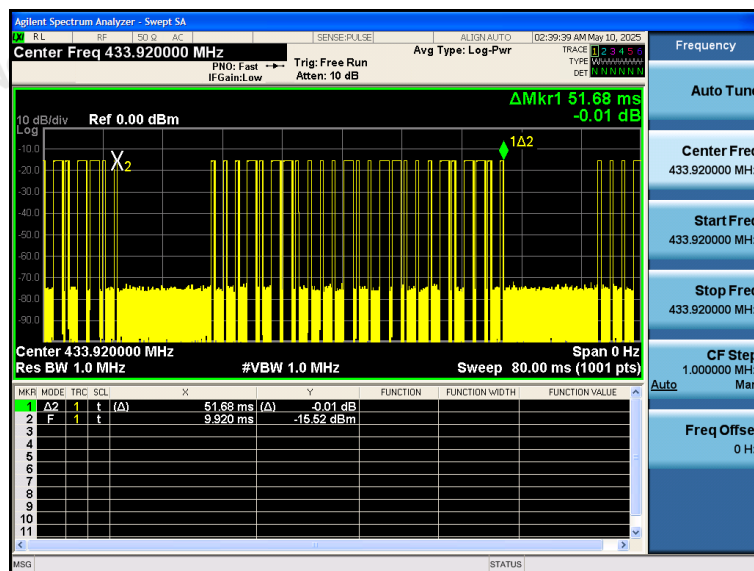 Agilent Spectrum Analyzer - Swept SA
LXI RL RF 50 Ω AC SENSE:PULSE ALIGN AUTO 02:39:39 AM May 10, 2025
Center Freq 433.920000 MHz
Avg Type: Log-Pwr
TRACE 1 2 3 4 5 6
PNO: Fast
Trig: Free Run
TYPE
IFGain:Low
Atten: 10 dB
DET N N N N N N
ΔMkr1 51.68 ms
-0.01 dB
10 dB/div Ref 0.00 dBm
Log
-10.0
-20.0
-30.0
-40.0
-50.0
-60.0
-70.0
-80.0
-90.0
X2
1Δ2
Center 433.920000 MHz Span 0 Hz
Res BW 1.0 MHz #VBW 1.0 MHz Sweep 80.00 ms (1001 pts)
MKR MODE TRC SCL X Y FUNCTION FUNCTION WIDTH FUNCTION VALUE
1 Δ2 1 t (Δ) 51.68 ms (Δ) -0.01 dB
2 F 1 t 9.920 ms -15.52 dBm
3
4
5
6
7
8
9
10
11
MSG STATUS
Frequency
Auto Tune
Center Freq
433.920000 MHz
Start Freq
433.920000 MHz
Stop Freq
433.920000 MHz
CF Step
1.000000 MHz
Auto Man
Freq Offset
0 Hz